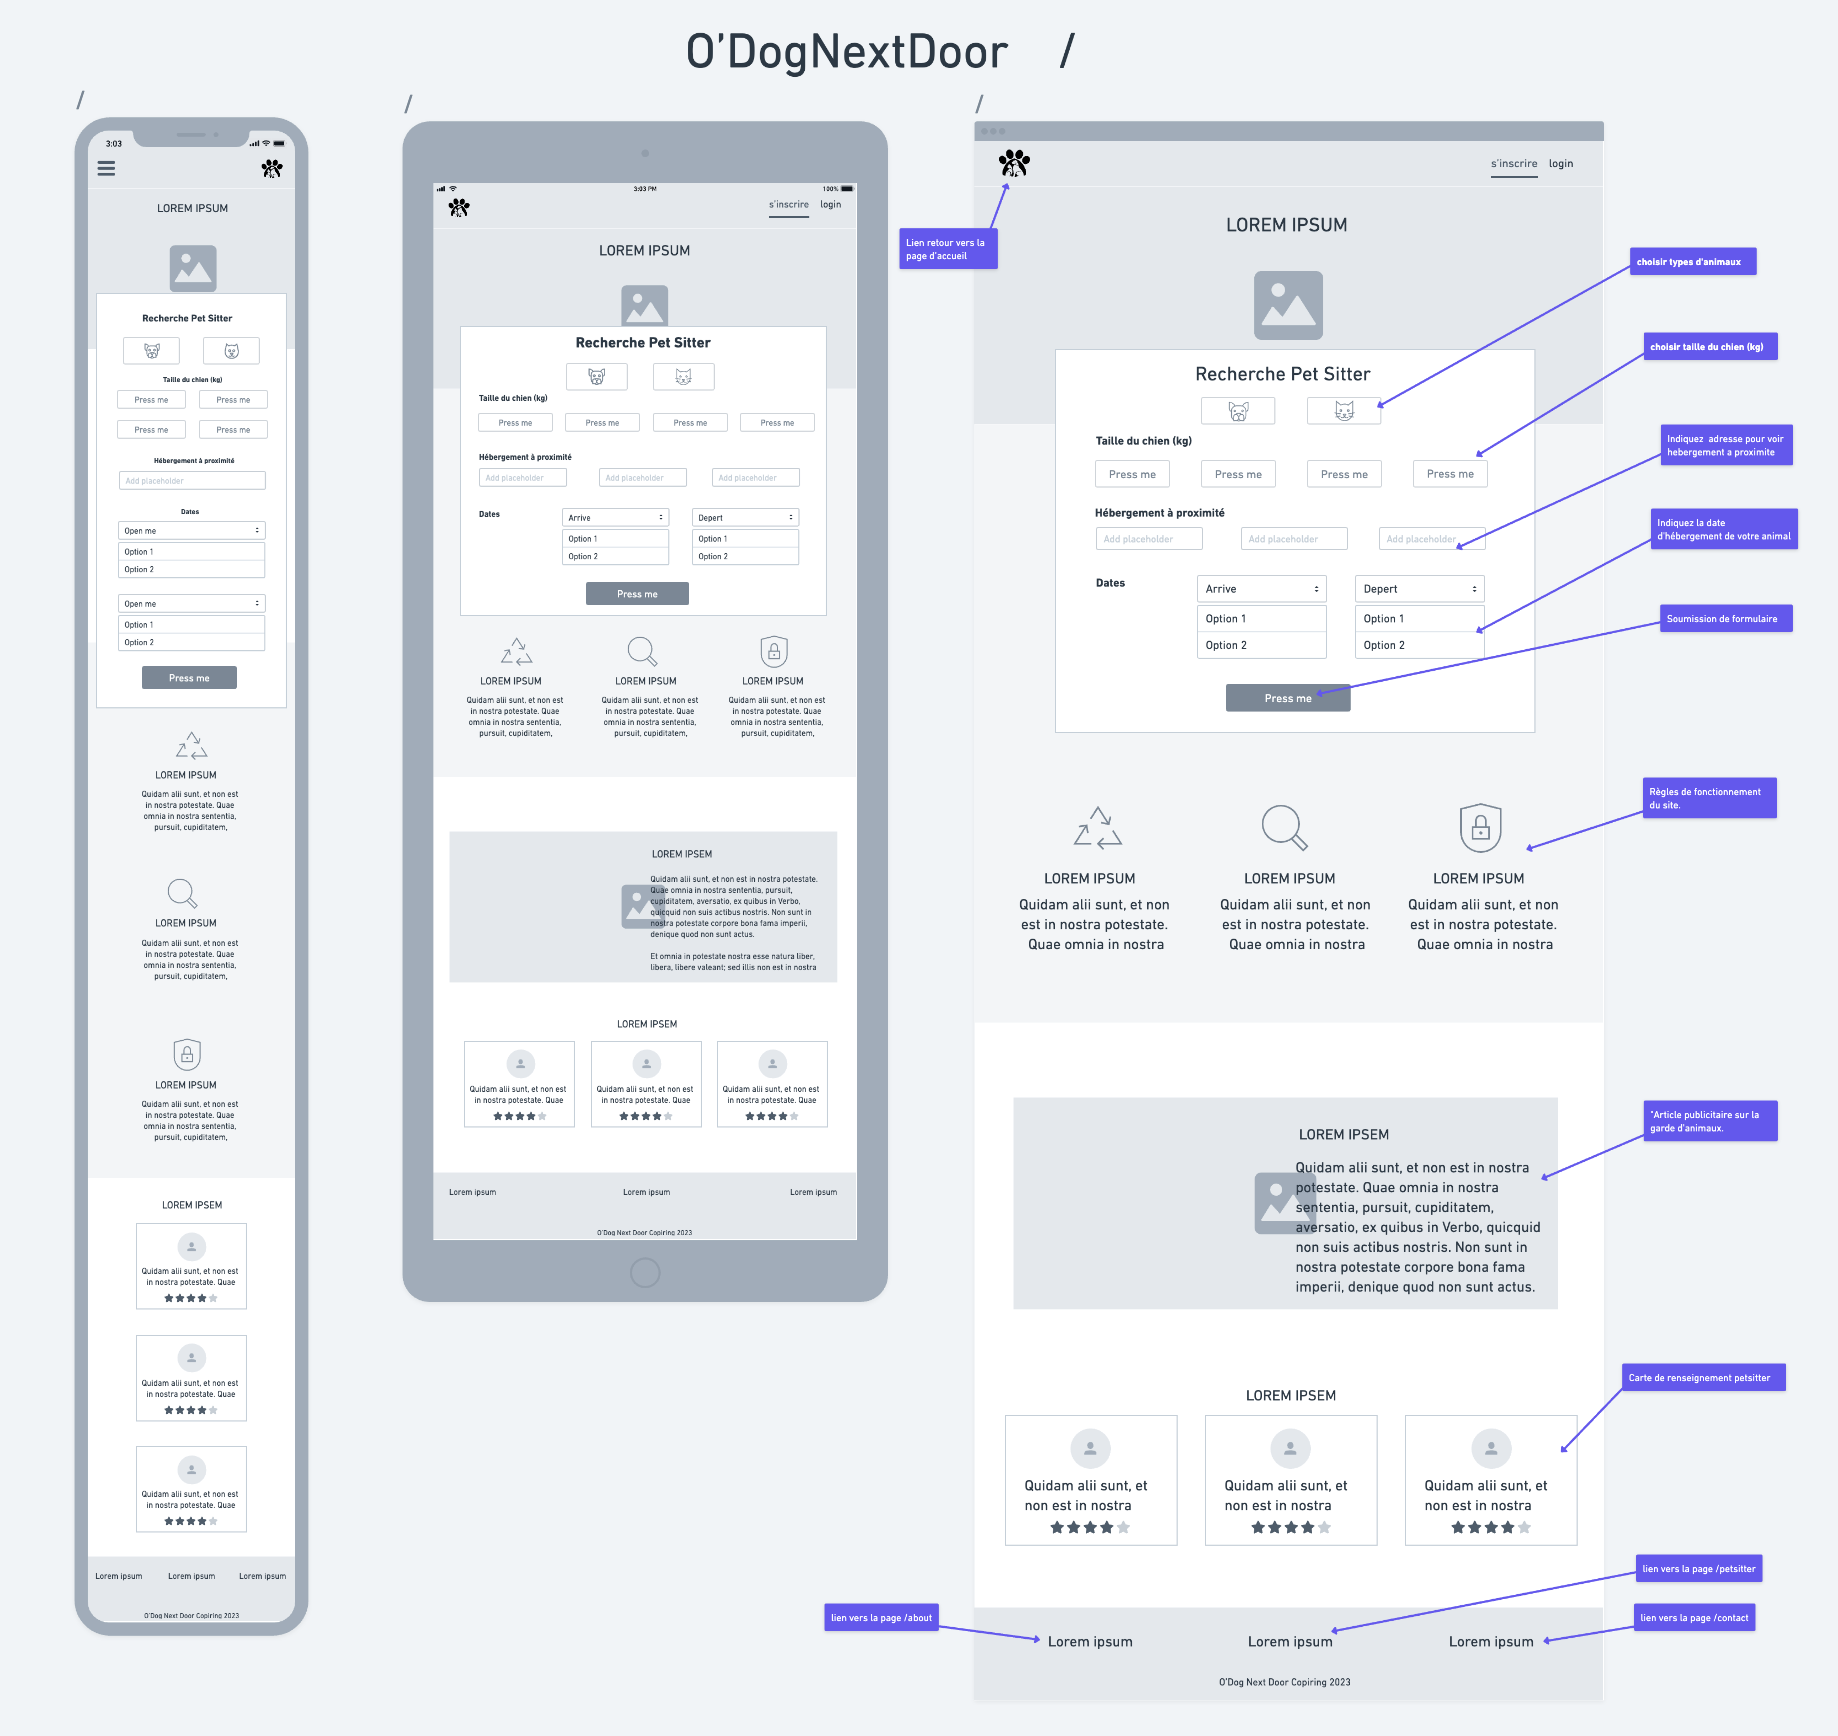 O'DogNextDoor /
/
3:03
LOREM IPSUM
Recherche Pet Sitter
Taille du chien (kg)
Press me
Press me
Press me
Press me
Hébergement à proximité
Add placeholder
Dates
Open me
Option 1
Option 2
Open me
Option 1
Option 2
Press me
LOREM IPSUM
Quidam alii sunt, et non est
in nostra potestate. Quae
omnia in nostra sententia,
pursuit, cupiditatem,
LOREM IPSUM
Quidam alii sunt, et non est
in nostra potestate. Quae
omnia in nostra sententia,
pursuit, cupiditatem,
LOREM IPSUM
Quidam alii sunt, et non est
in nostra potestate. Quae
omnia in nostra sententia,
pursuit, cupiditatem,
LOREM IPSEM
Quidam alii sunt, et non est
in nostra potestate. Quae
Quidam alii sunt, et non est
in nostra potestate. Quae
Quidam alii sunt, et non est
in nostra potestate. Quae
Lorem ipsum Lorem ipsum Lorem ipsum
O'Dog Next Door Copiring 2023
/
3:03 PM
100%
s'inscrire login
LOREM IPSUM
Recherche Pet Sitter
Taille du chien (kg)
Press me Press me Press me Press me
Hébergement à proximité
Add placeholder Add placeholder Add placeholder
Dates
Arrive
Option 1
Option 2
Depert
Option 1
Option 2
Press me
LOREM IPSUM
Quidam alii sunt, et non est
in nostra potestate. Quae
omnia in nostra sententia,
pursuit, cupiditatem,
LOREM IPSUM
Quidam alii sunt, et non est
in nostra potestate. Quae
omnia in nostra sententia,
pursuit, cupiditatem,
LOREM IPSUM
Quidam alii sunt, et non est
in nostra potestate. Quae
omnia in nostra sententia,
pursuit, cupiditatem,
LOREM IPSEM
Quidam alii sunt, et non est in nostra potestate.
Quae omnia in nostra sententia, pursuit,
cupiditatem, aversatio, ex quibus in Verbo,
quicquid non suis actibus nostris. Non sunt in
nostra potestate corpore bona fama imperii,
denique quod non sunt actus.
Et omnia in potestate nostra esse natura liber,
libera, libere valeant; sed illis non est in nostra
LOREM IPSEM
Quidam alii sunt, et non est
in nostra potestate. Quae
Quidam alii sunt, et non est
in nostra potestate. Quae
Quidam alii sunt, et non est
in nostra potestate. Quae
Lorem ipsum Lorem ipsum Lorem ipsum
O'Dog Next Door Copiring 2023
/
s'inscrire login
Lien retour vers la
page d'accueil
LOREM IPSUM
choisir types d'animaux
choisir taille du chien (kg)
Recherche Pet Sitter
Taille du chien (kg)
Press me Press me Press me Press me
Indiquez adresse pour voir
hebergement a proximite
Hébergement à proximité
Add placeholder Add placeholder Add placeholder
Indiquez la date
d'hébergement de votre animal
Dates
Arrive
Option 1
Option 2
Depert
Option 1
Option 2
Soumission de formulaire
Press me
Règles de fonctionnement
du site.
LOREM IPSUM
Quidam alii sunt, et non
est in nostra potestate.
Quae omnia in nostra
LOREM IPSUM
Quidam alii sunt, et non
est in nostra potestate.
Quae omnia in nostra
LOREM IPSUM
Quidam alii sunt, et non
est in nostra potestate.
Quae omnia in nostra
"Article publicitaire sur la
garde d'animaux.
LOREM IPSEM
Quidam alii sunt, et non est in nostra
potestate. Quae omnia in nostra
sententia, pursuit, cupiditatem,
aversatio, ex quibus in Verbo, quicquid
non suis actibus nostris. Non sunt in
nostra potestate corpore bona fama
imperii, denique quod non sunt actus.
Carte de renseignement petsitter
LOREM IPSEM
Quidam alii sunt, et
non est in nostra
Quidam alii sunt, et
non est in nostra
Quidam alii sunt, et
non est in nostra
lien vers la page /petsitter
lien vers la page /about
lien vers la page /contact
Lorem ipsum Lorem ipsum Lorem ipsum
O'Dog Next Door Copiring 2023